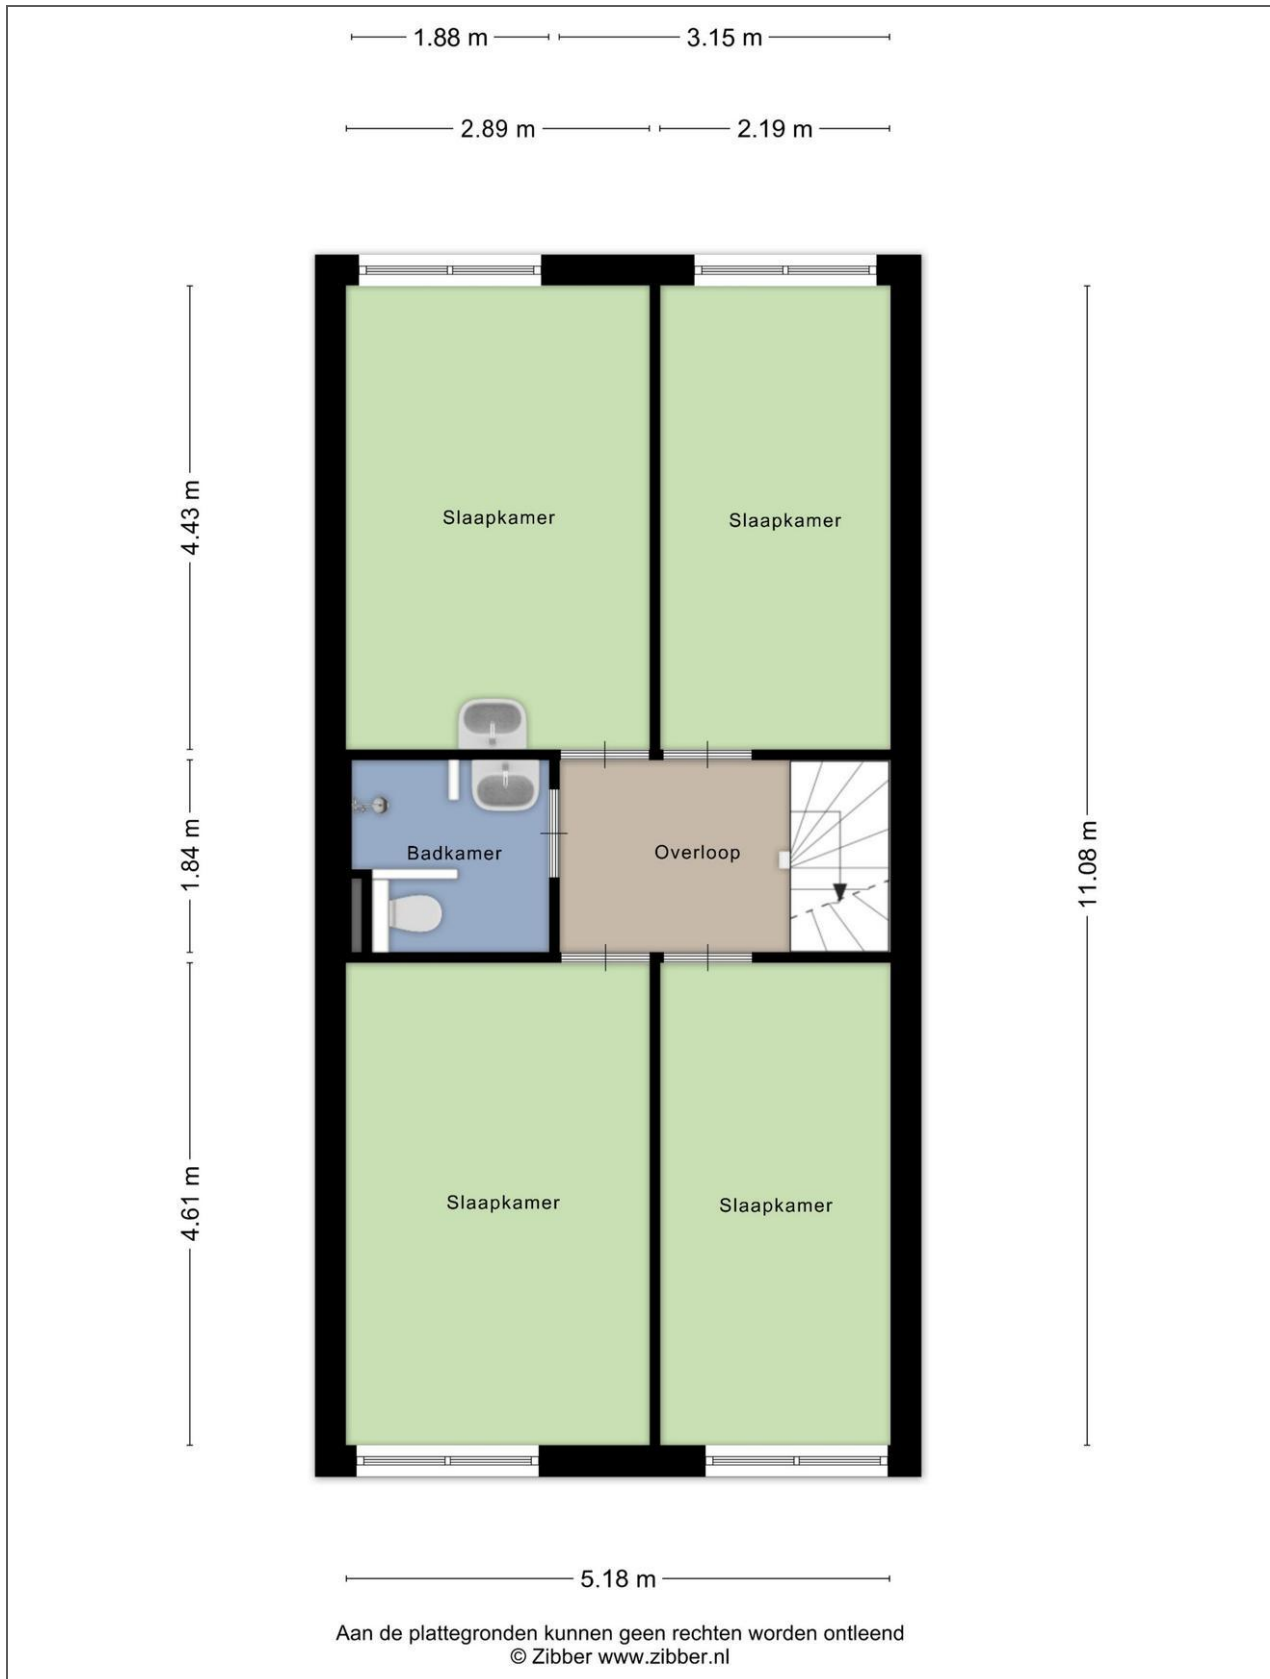 1.88 m
3.15 m
2.89 m
2.19 m
4.43 m
Slaapkamer
Slaapkamer
1.84 m
Badkamer
Overloop
11.08 m
4.61 m
Slaapkamer
Slaapkamer
5.18 m
Aan de plattegronden kunnen geen rechten worden ontleend
© Zibber www.zibber.nl